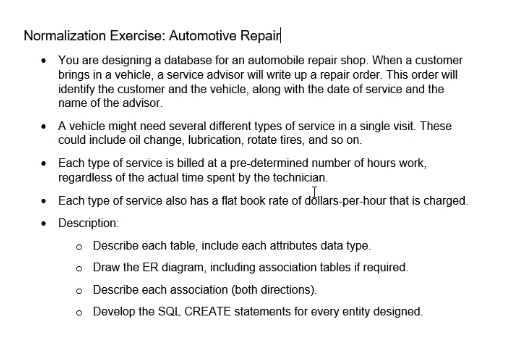 Normalization Exercise: Automotive Repair
• You are designing a database for an automobile repair shop. When a customer
brings in a vehicle, a service advisor will write up a repair order. This order will
identify the customer and the vehicle, along with the date of service and the
name of the advisor.
• A vehicle might need several different types of service in a single visit. These
could include oil change, lubrication, rotate tires, and so on.
• Each type of service is billed at a pre-determined number of hours work,
regardless of the actual time spent by the technician.
• Each type of service also has a flat book rate of dollars-per-hour that is charged.
• Description:
o Describe each table, include each attributes data type.
o Draw the ER diagram, including association tables if required.
o Describe each association (both directions).
o Develop the SQL CREATE statements for every entity designed.